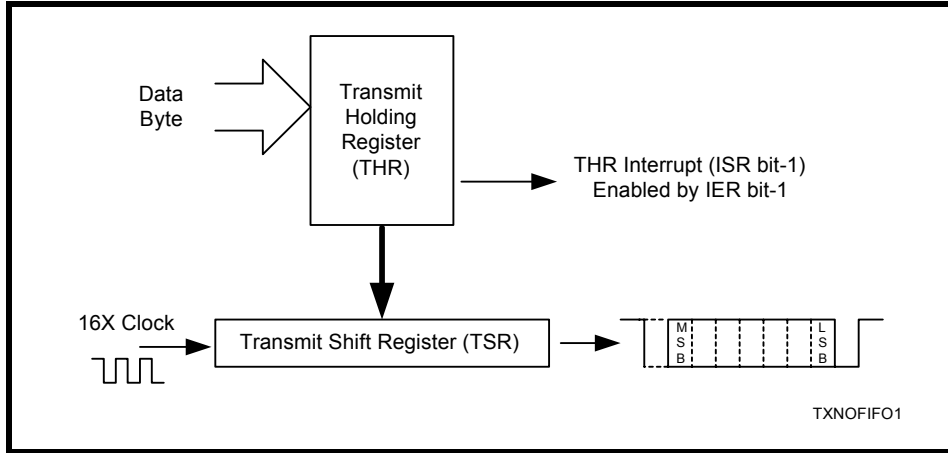 Data
Byte
Transmit
Holding
Register
(THR)
THR Interrupt (ISR bit-1)
Enabled by IER bit-1
16X Clock
Transmit Shift Register (TSR)
M
S
B
L
S
B
TXNOFIFO1